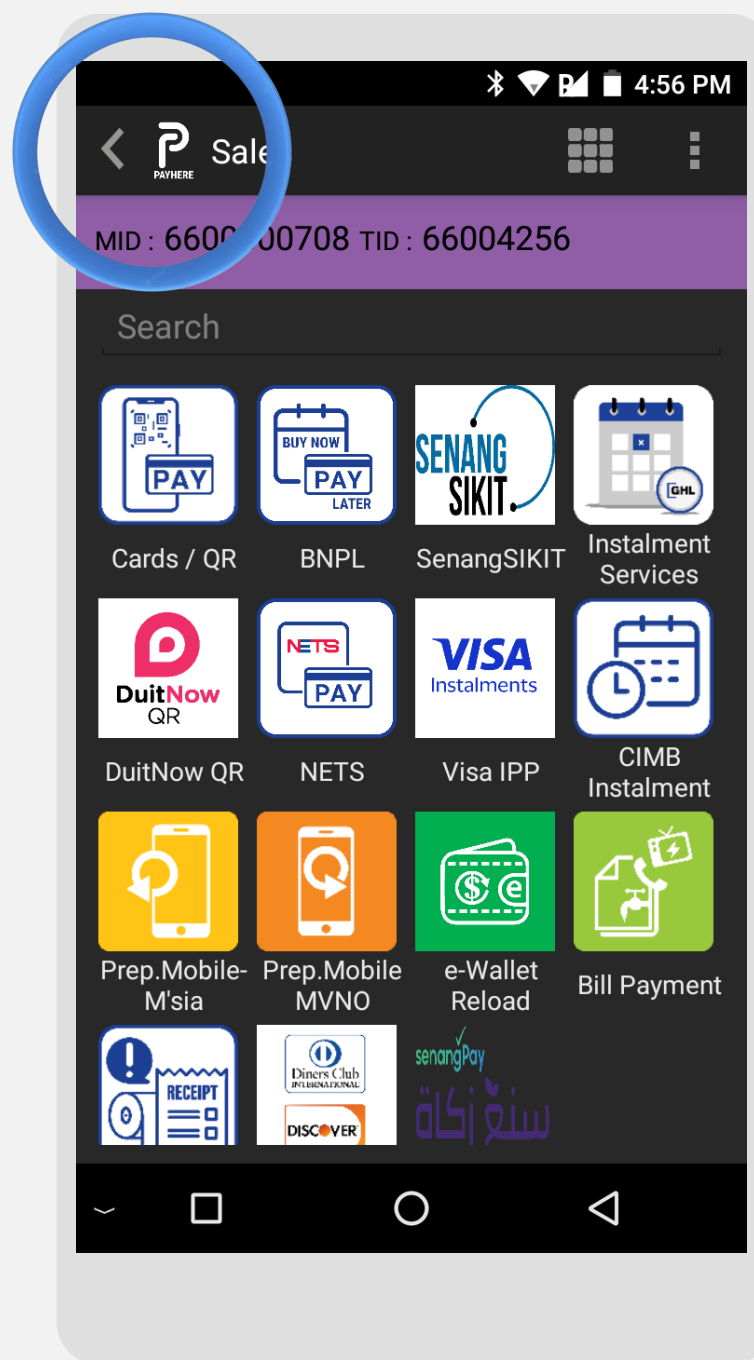 4:56 PM
PAYHERE
Sale
MID : 6600 00708 TID : 66004256
Search
PAY
BUY NOW
PAY
LATER
SENANG
SIKIT.
GHL
Cards / QR
BNPL
SenangSIKIT
Instalment
Services
DuitNow
QR
NETS
PAY
VISA
Instalments
DuitNow QR
NETS
Visa IPP
CIMB
Instalment
$ e
Prep.Mobile-
M'sia
Prep.Mobile
MVNO
e-Wallet
Reload
Bill Payment
RECEIPT
Diners Club
INTERNATIONAL
DISCOVER
senangPay
سنڠ زكاة